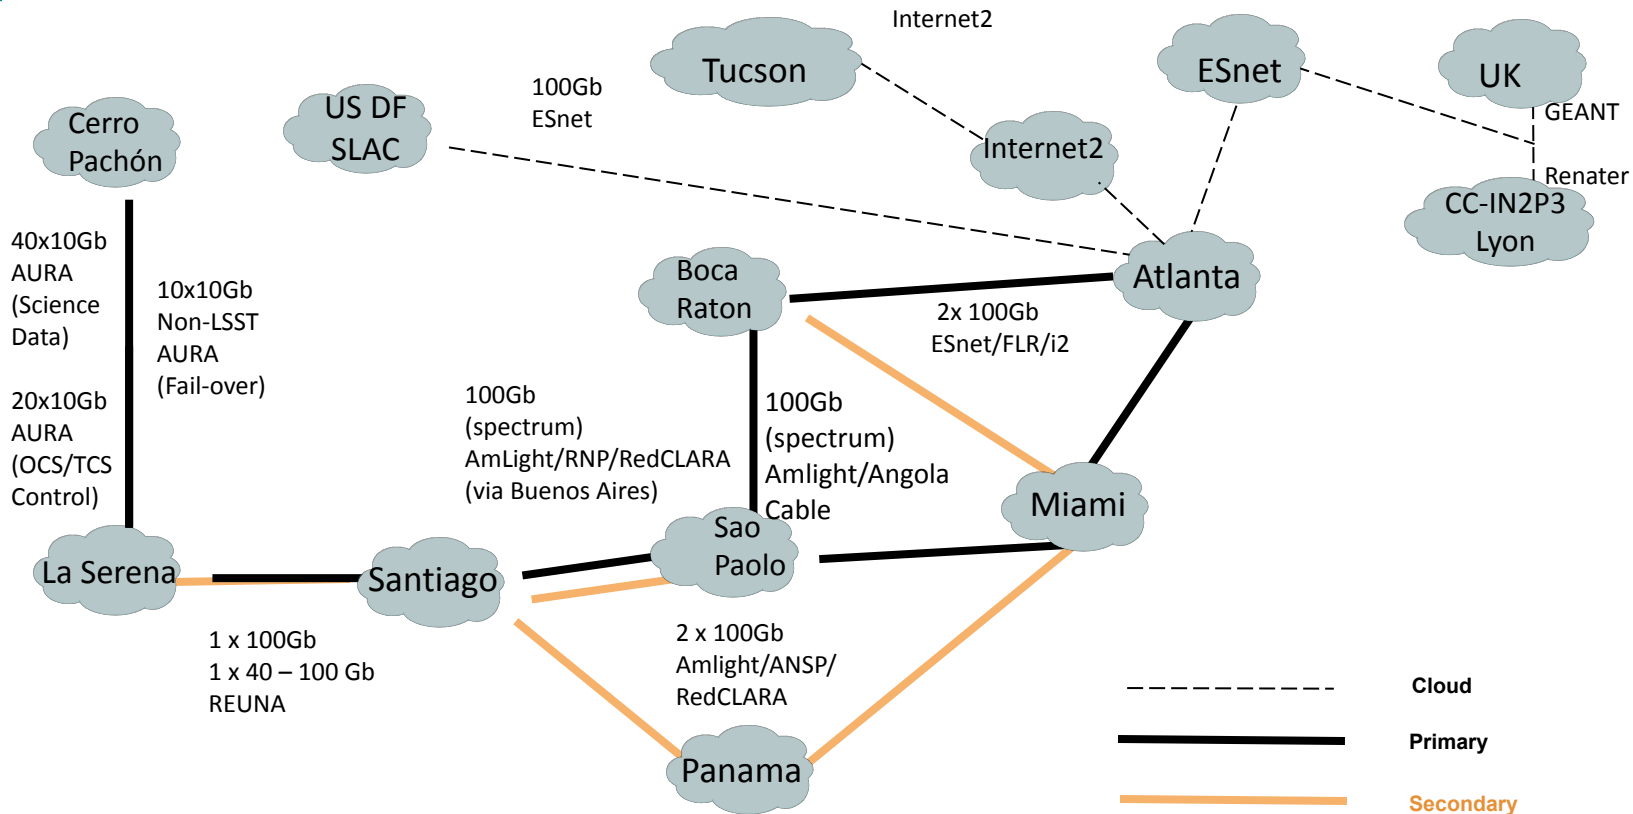 Internet2
Tucson
ESnet
UK
100Gb
ESnet
US DF
SLAC
GEANT
Cerro
Pachón
Internet2
Renater
CC-IN2P3
Lyon
40x10Gb
AURA
(Science
Data)
10x10Gb
Non-LSST
AURA
(Fail-over)
Boca
Raton
Atlanta
2x 100Gb
ESnet/FLR/i2
20x10Gb
AURA
(OCS/TCS
Control)
100Gb
(spectrum)
AmLight/RNP/RedCLARA
(via Buenos Aires)
100Gb
(spectrum)
Amlight/Angola
Cable
Miami
Sao
Paolo
La Serena
Santiago
1 x 100Gb
1 x 40 – 100 Gb
REUNA
2 x 100Gb
Amlight/ANSP/
RedCLARA
Panama
Cloud
Primary
Secondary